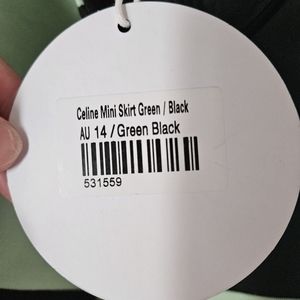 Celine Mini Skirt Green / Black
AU 14 / Green Black
531559